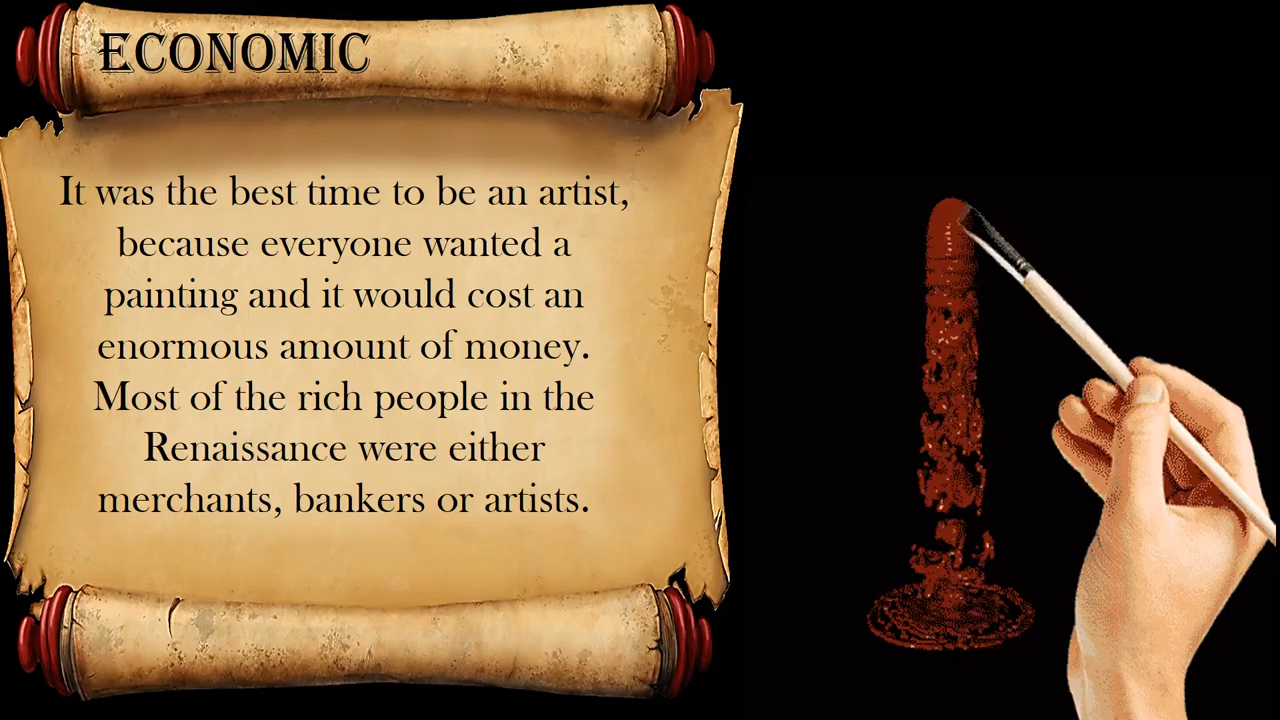 ECONOMIC
It was the best time to be an artist,
because everyone wanted a
painting and it would cost an
enormous amount of money.
Most of the rich people in the
Renaissance were either
merchants, bankers or artists.